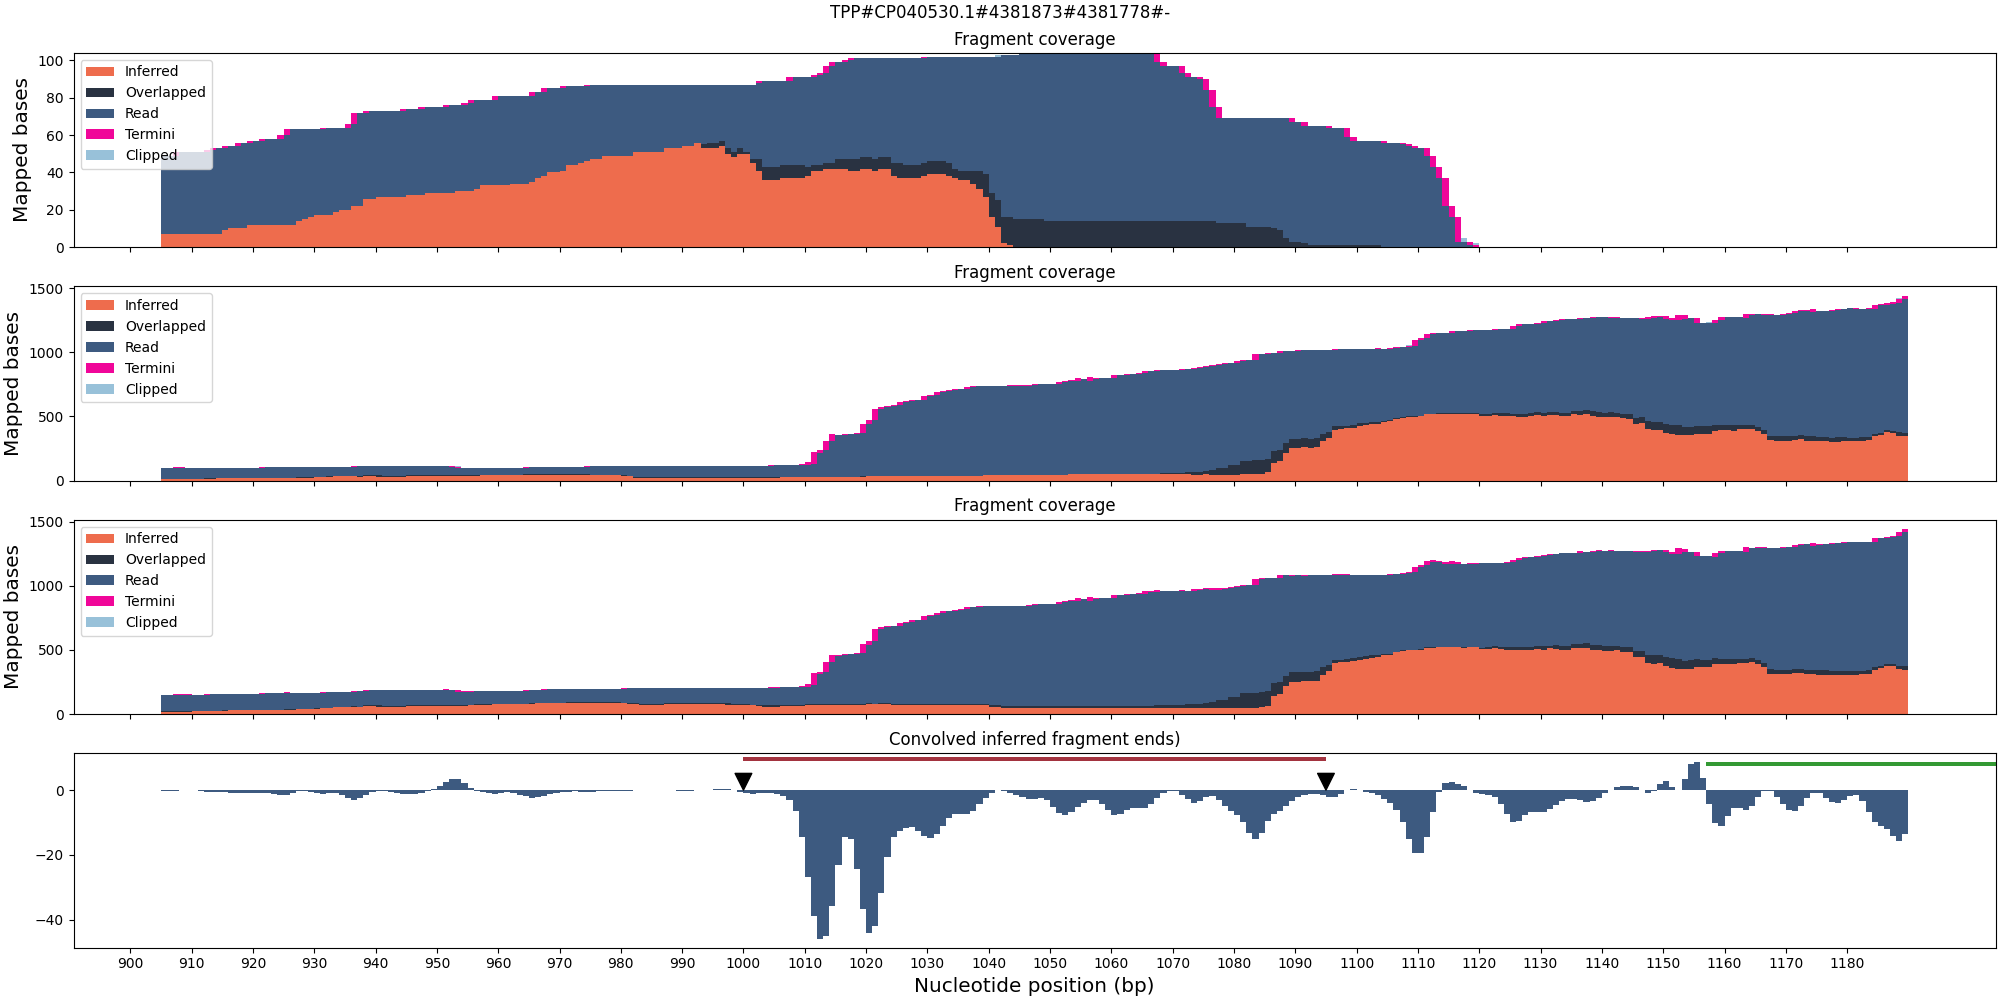 TPP#CP040530.1#4381873#4381778#-
Fragment coverage
Mapped bases
100
80
60
40
20
0
Inferred
Overlapped
Read
Termini
Clipped
Fragment coverage
Mapped bases
1500
1000
500
0
Inferred
Overlapped
Read
Termini
Clipped
Fragment coverage
Mapped bases
1500
1000
500
0
Inferred
Overlapped
Read
Termini
Clipped
Convolved inferred fragment ends)
0
−20
−40
900 910 920 930 940 950 960 970 980 990 1000 1010 1020 1030 1040 1050 1060 1070 1080 1090 1100 1110 1120 1130 1140 1150 1160 1170 1180
Nucleotide position (bp)